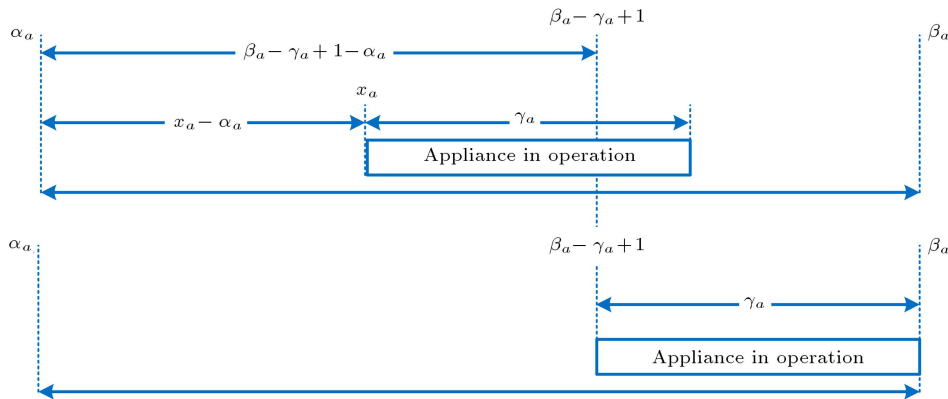 α_a
β_a − γ_a + 1
β_a
β_a − γ_a + 1 − α_a
x_a
x_a − α_a
γ_a
Appliance in operation
α_a
β_a − γ_a + 1
β_a
γ_a
Appliance in operation